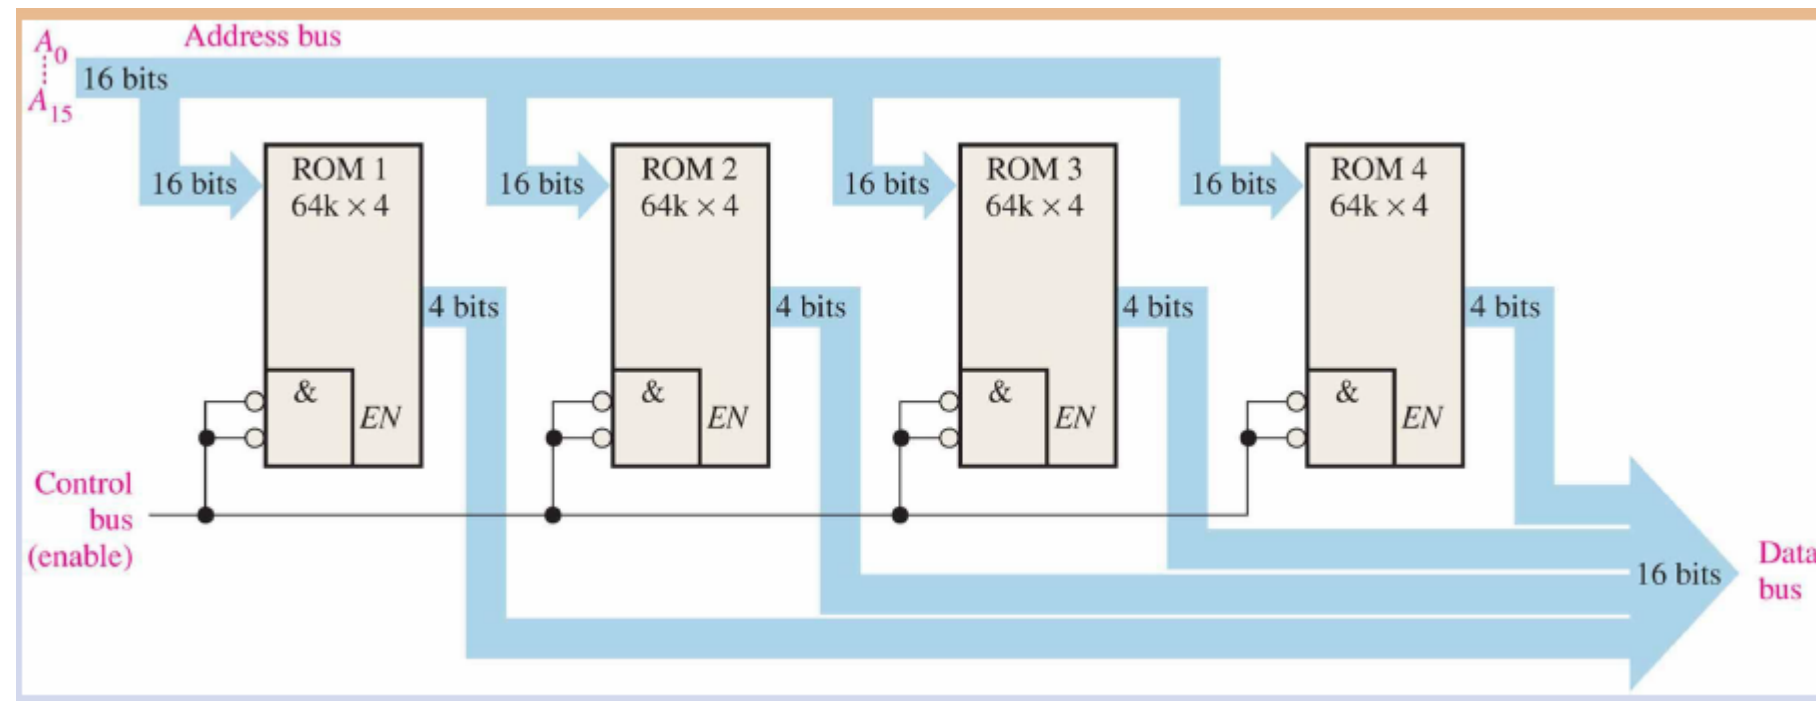 Address bus
A0
A15
16 bits
16 bits
ROM 1
64k × 4
16 bits
ROM 2
64k × 4
16 bits
ROM 3
64k × 4
16 bits
ROM 4
64k × 4
4 bits
4 bits
4 bits
4 bits
&
EN
&
EN
&
EN
&
EN
Control
bus
(enable)
16 bits
Data
bus